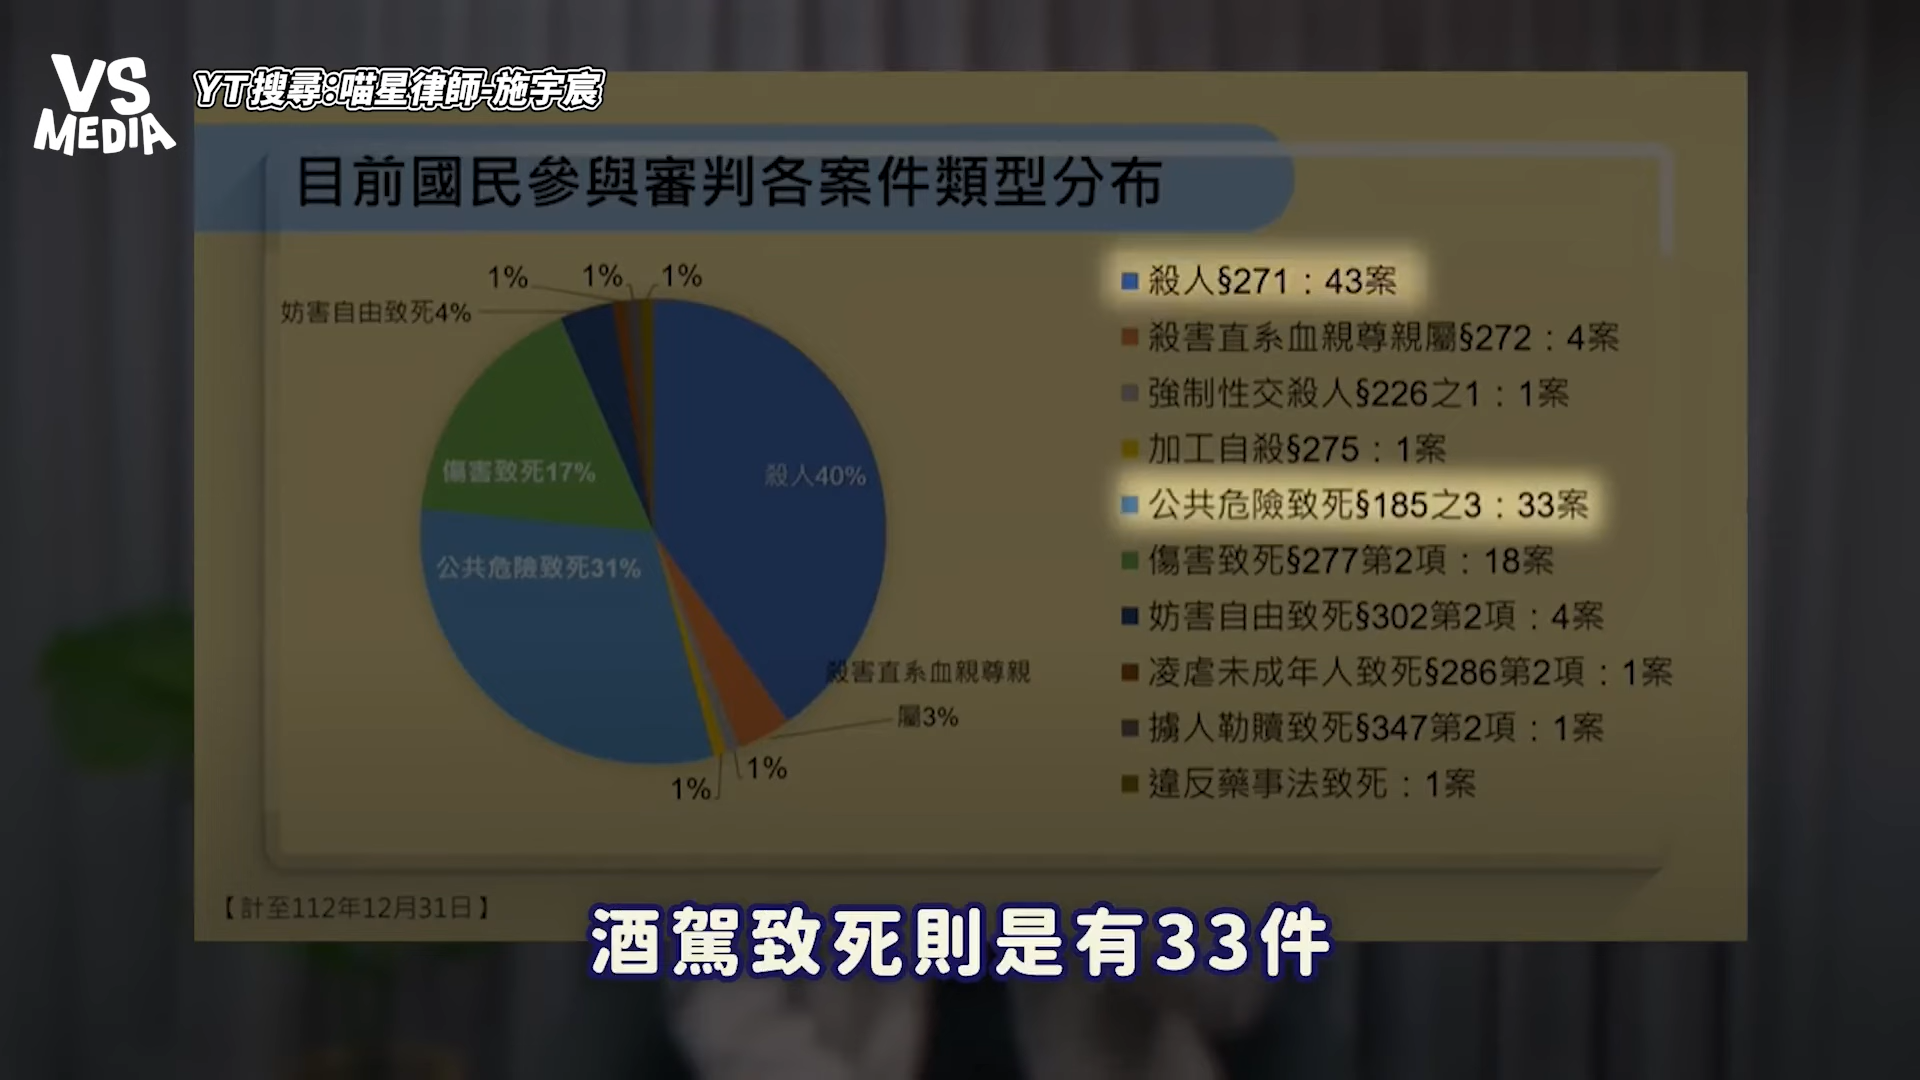 VS
MEDIA
YT搜尋:喵星律師-施宇宸
目前國民參與審判各案件類型分布
1%
1%
1%
妨害自由致死4%
傷害致死17%
殺人40%
公共危險致死31%
殺害直系血親尊親
屬3%
1%
1%
殺人§271：43案
殺害直系血親尊親屬§272：4案
強制性交殺人§226之1：1案
加工自殺§275：1案
公共危險致死§185之3：33案
傷害致死§277第2項：18案
妨害自由致死§302第2項：4案
凌虐未成年人致死§286第2項：1案
擄人勒贖致死§347第2項：1案
違反藥事法致死：1案
【計至112年12月31日】
酒駕致死則是有33件